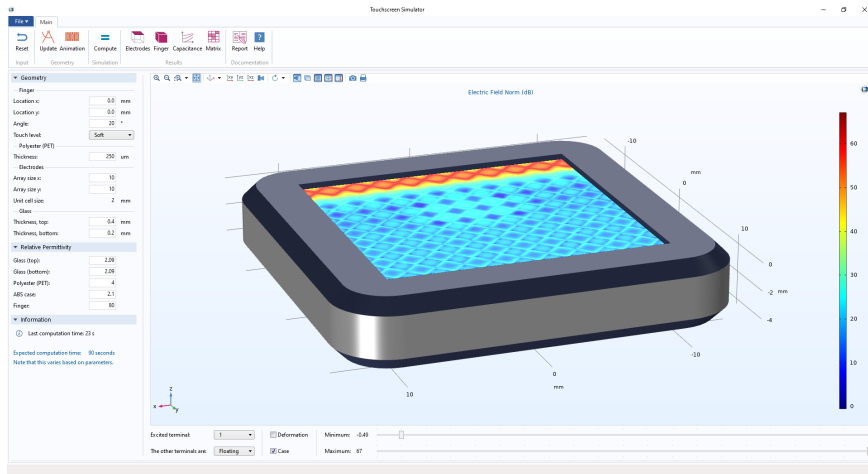 Touchscreen Simulator
File ▾ Main
Reset Update Animation Compute Electrodes Finger Capacitance Matrix Report Help
Input Geometry Simulation Results Documentation
Geometry
Finger
Location x: 0.0 mm
Location y: 0.0 mm
Angle: 20 °
Touch level: Soft
Polyester (PET)
Thickness: 250 um
Electrodes
Array size x: 10
Array size y: 10
Unit cell size: 2 mm
Glass
Thickness, top: 0.4 mm
Thickness, bottom: 0.2 mm
Relative Permittivity
Glass (top): 2.09
Glass (bottom): 2.09
Polyester (PET): 4
ABS case: 2.1
Finger: 80
Information
Last computation time: 23 s
Expected computation time: 90 seconds
Note that this varies based on parameters.
Electric Field Norm (dB)
-10
mm
0
10
0
-2 mm
-4
-10
0
mm
10
z
x
y
60
50
40
30
20
10
0
Excited terminal: 1 Deformation Minimum: -0.49
The other terminals are: Floating Case Maximum: 67